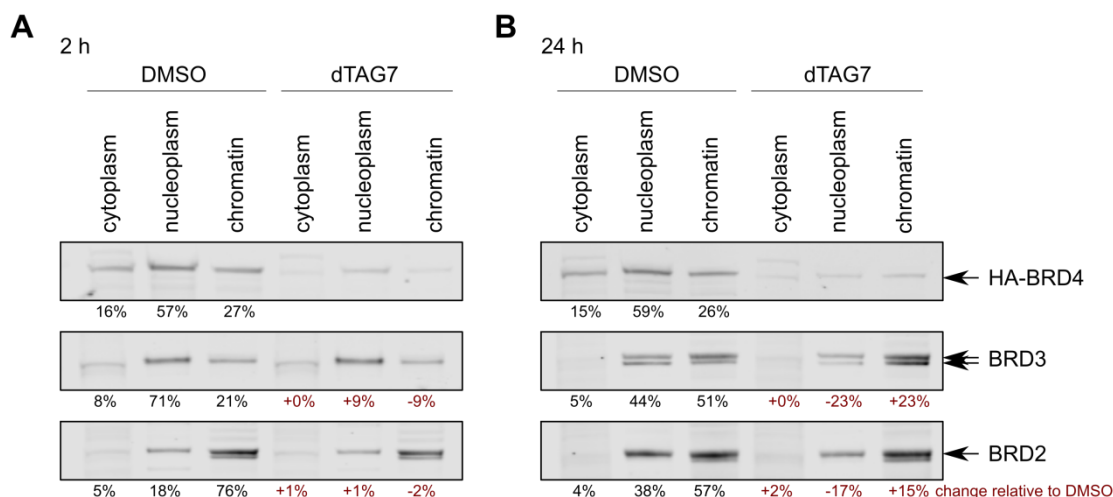 A
2 h
DMSO dTAG7
cytoplasm nucleoplasm chromatin cytoplasm nucleoplasm chromatin
16% 57% 27%
8% 71% 21% +0% +9% -9%
5% 18% 76% +1% +1% -2%
B
24 h
DMSO dTAG7
cytoplasm nucleoplasm chromatin cytoplasm nucleoplasm chromatin
HA-BRD4
15% 59% 26%
BRD3
5% 44% 51% +0% -23% +23%
BRD2
4% 38% 57% +2% -17% +15% change relative to DMSO